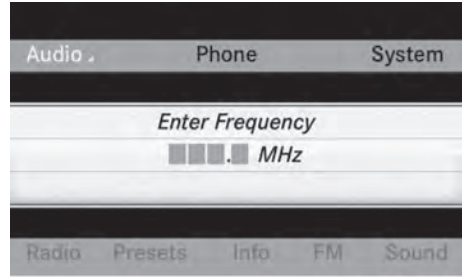 Audio Phone System
Enter Frequency
. MHz
Radio Presets Info FM Sound